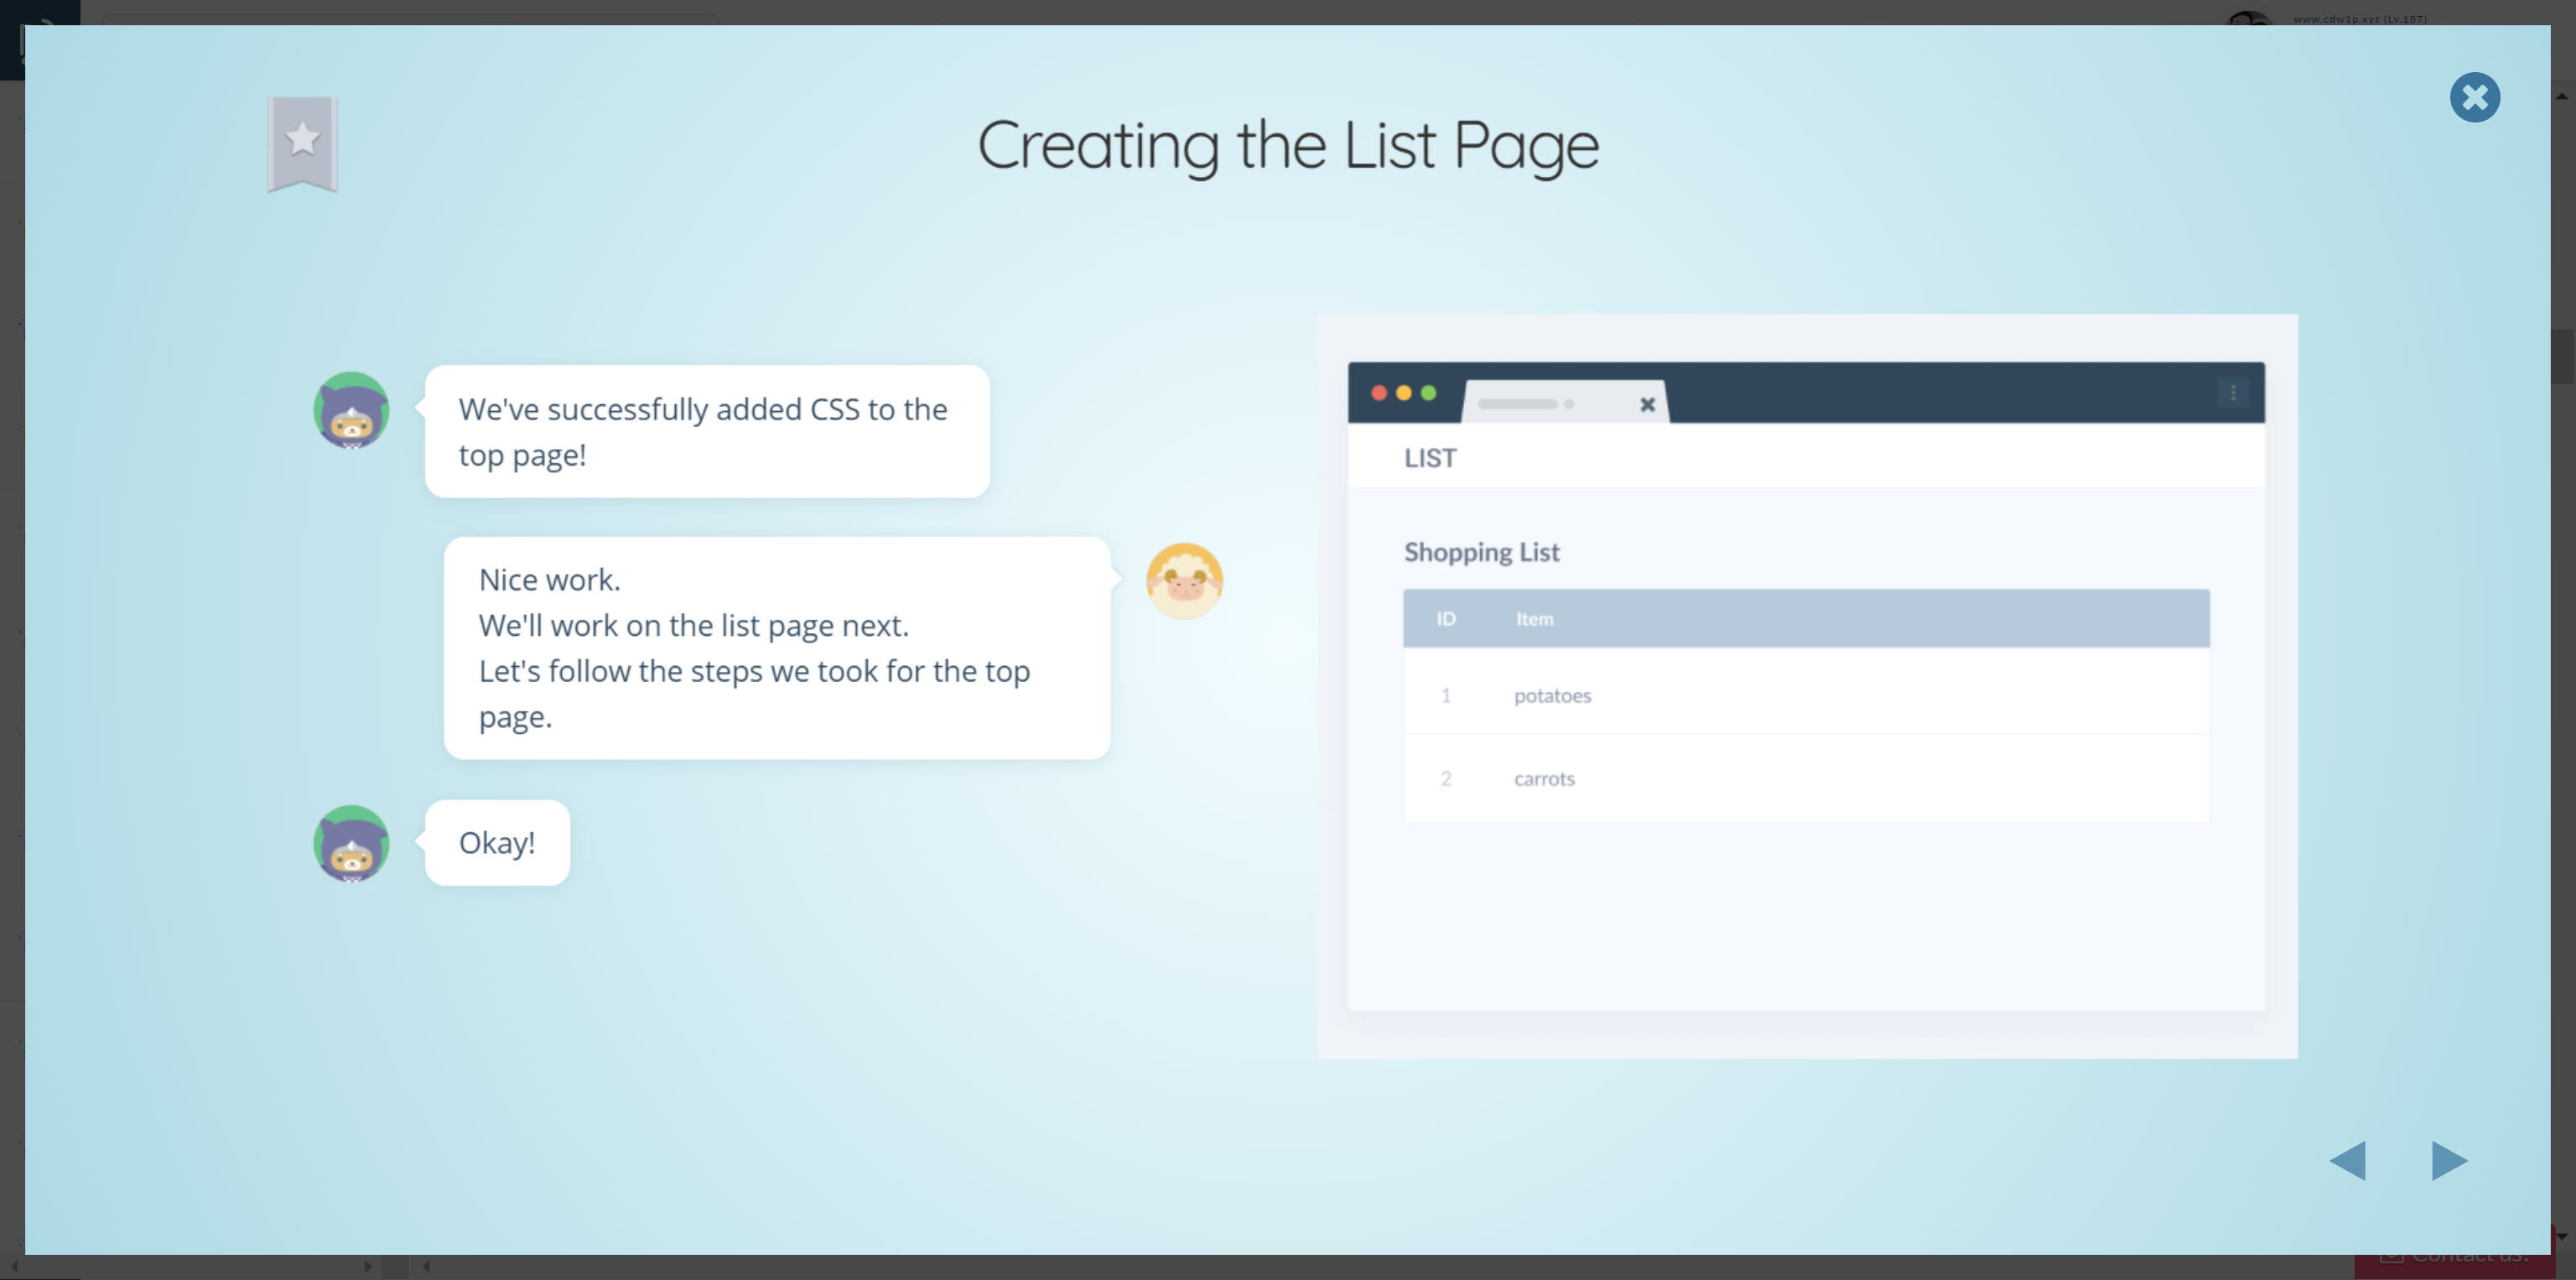 www.cdw1p.xyz (Lv.187)
Creating the List Page
We've successfully added CSS to the
top page!
Nice work.
We'll work on the list page next.
Let's follow the steps we took for the top
page.
Okay!
LIST
Shopping List
ID Item
1 potatoes
2 carrots
Contact us!